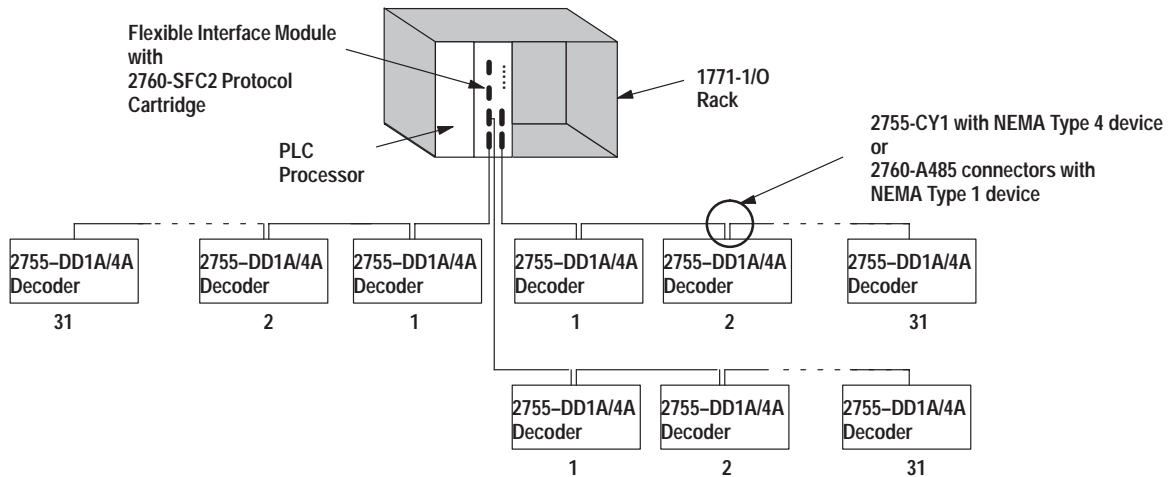 Flexible Interface Module
with
2760-SFC2 Protocol
Cartridge
PLC
Processor
1771-1/O
Rack
2755-CY1 with NEMA Type 4 device
or
2760-A485 connectors with
NEMA Type 1 device
2755–DD1A/4A
Decoder
31
2755–DD1A/4A
Decoder
2
2755–DD1A/4A
Decoder
1
2755–DD1A/4A
Decoder
1
2755–DD1A/4A
Decoder
2
2755–DD1A/4A
Decoder
31
2755–DD1A/4A
Decoder
1
2755–DD1A/4A
Decoder
2
2755–DD1A/4A
Decoder
31